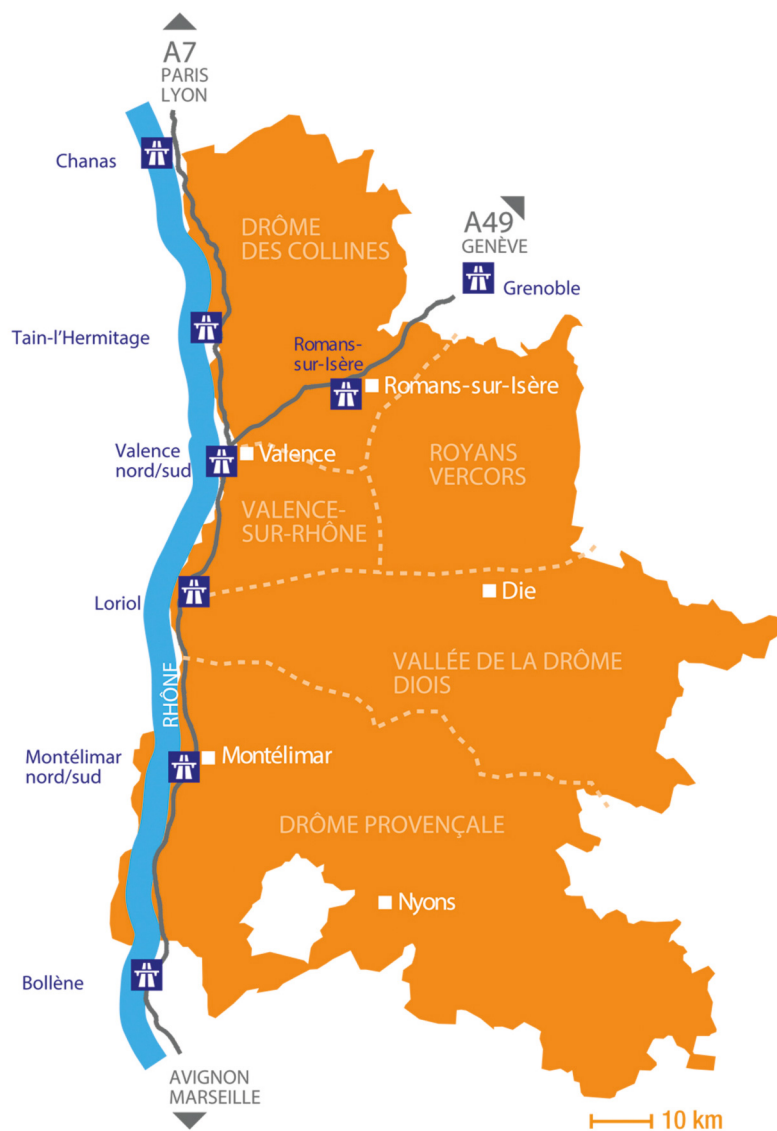 A7
PARIS
LYON
Chanas
DRÔME
DES COLLINES
A49
GENÈVE
Grenoble
Tain-l'Hermitage
Romans-
sur-Isère
Romans-sur-Isère
Valence
nord/sud
Valence
ROYANS
VERCORS
VALENCE-
SUR-RHÔNE
Loriol
Die
VALLÉE DE LA DRÔME
DIOIS
RHÔNE
Montélimar
nord/sud
Montélimar
DRÔME PROVENÇALE
Nyons
Bollène
AVIGNON
MARSEILLE
10 km